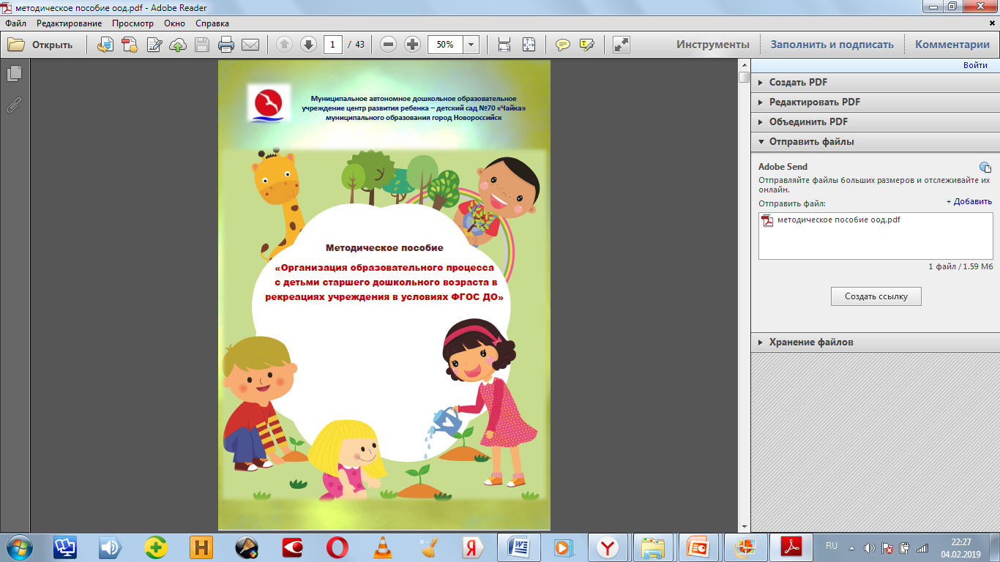 методическое пособие оод.pdf - Adobe Reader
Файл Редактирование Просмотр Окно Справка
Открыть 1 / 43 50% Инструменты Заполнить и подписать Комментарии
Войти
Создать PDF
Редактировать PDF
Объединить PDF
Отправить файлы
Adobe Send
Отправляйте файлы больших размеров и отслеживайте их
онлайн.
Отправить файл: + Добавить
методическое пособие оод.pdf
1 файл / 1.59 Мб
Создать ссылку
Хранение файлов
Муниципальное автономное дошкольное образовательное
учреждение центр развития ребенка – детский сад №70 «Чайка»
муниципального образования город Новороссийск
Методическое пособие
«Организация образовательного процесса
с детьми старшего дошкольного возраста в
рекреациях учреждения в условиях ФГОС ДО»
RU 22:27
04.02.2019